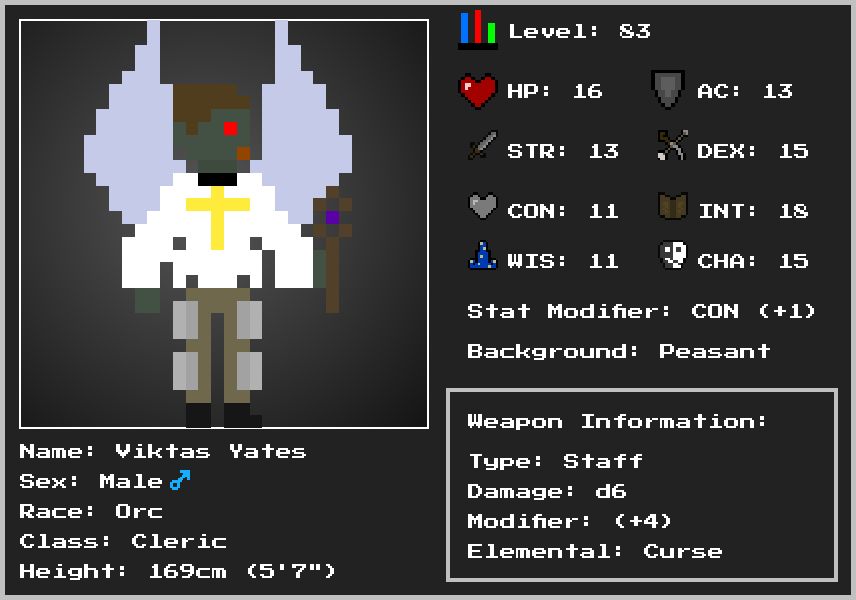 Level: 83
HP: 16 AC: 13
STR: 13 DEX: 15
CON: 11 INT: 18
WIS: 11 CHA: 15
Stat Modifier: CON (+1)
Background: Peasant
Weapon Information:
Type: Staff
Damage: d6
Modifier: (+4)
Elemental: Curse
Name: Viktas Yates
Sex: Male ♂
Race: Orc
Class: Cleric
Height: 169cm (5'7")